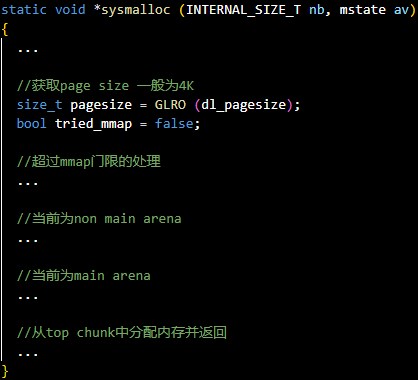 static void *sysmalloc (INTERNAL_SIZE_T nb, mstate av)
{
...
//获取page size 一般为4K
size_t pagesize = GLRO (dl_pagesize);
bool tried_mmap = false;
//超过mmap门限的处理
...
//当前为non main arena
...
//当前为main arena
...
//从top chunk中分配内存并返回
...
}